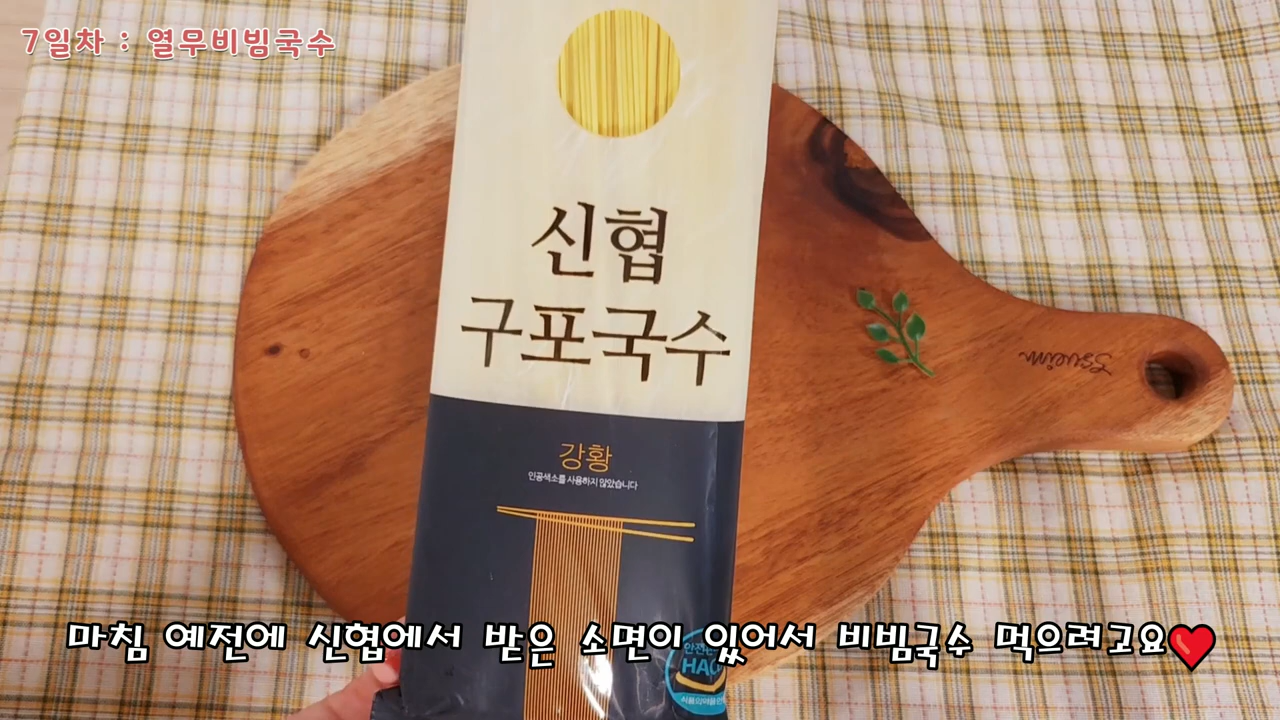 7일차 : 열무비빔국수
신협
구포국수
강황
인공색소를 사용하지 않았습니다
Ssueim
마침 예전에 신협에서 받은 소면이 있어서 비빔국수 먹으려고요❤️